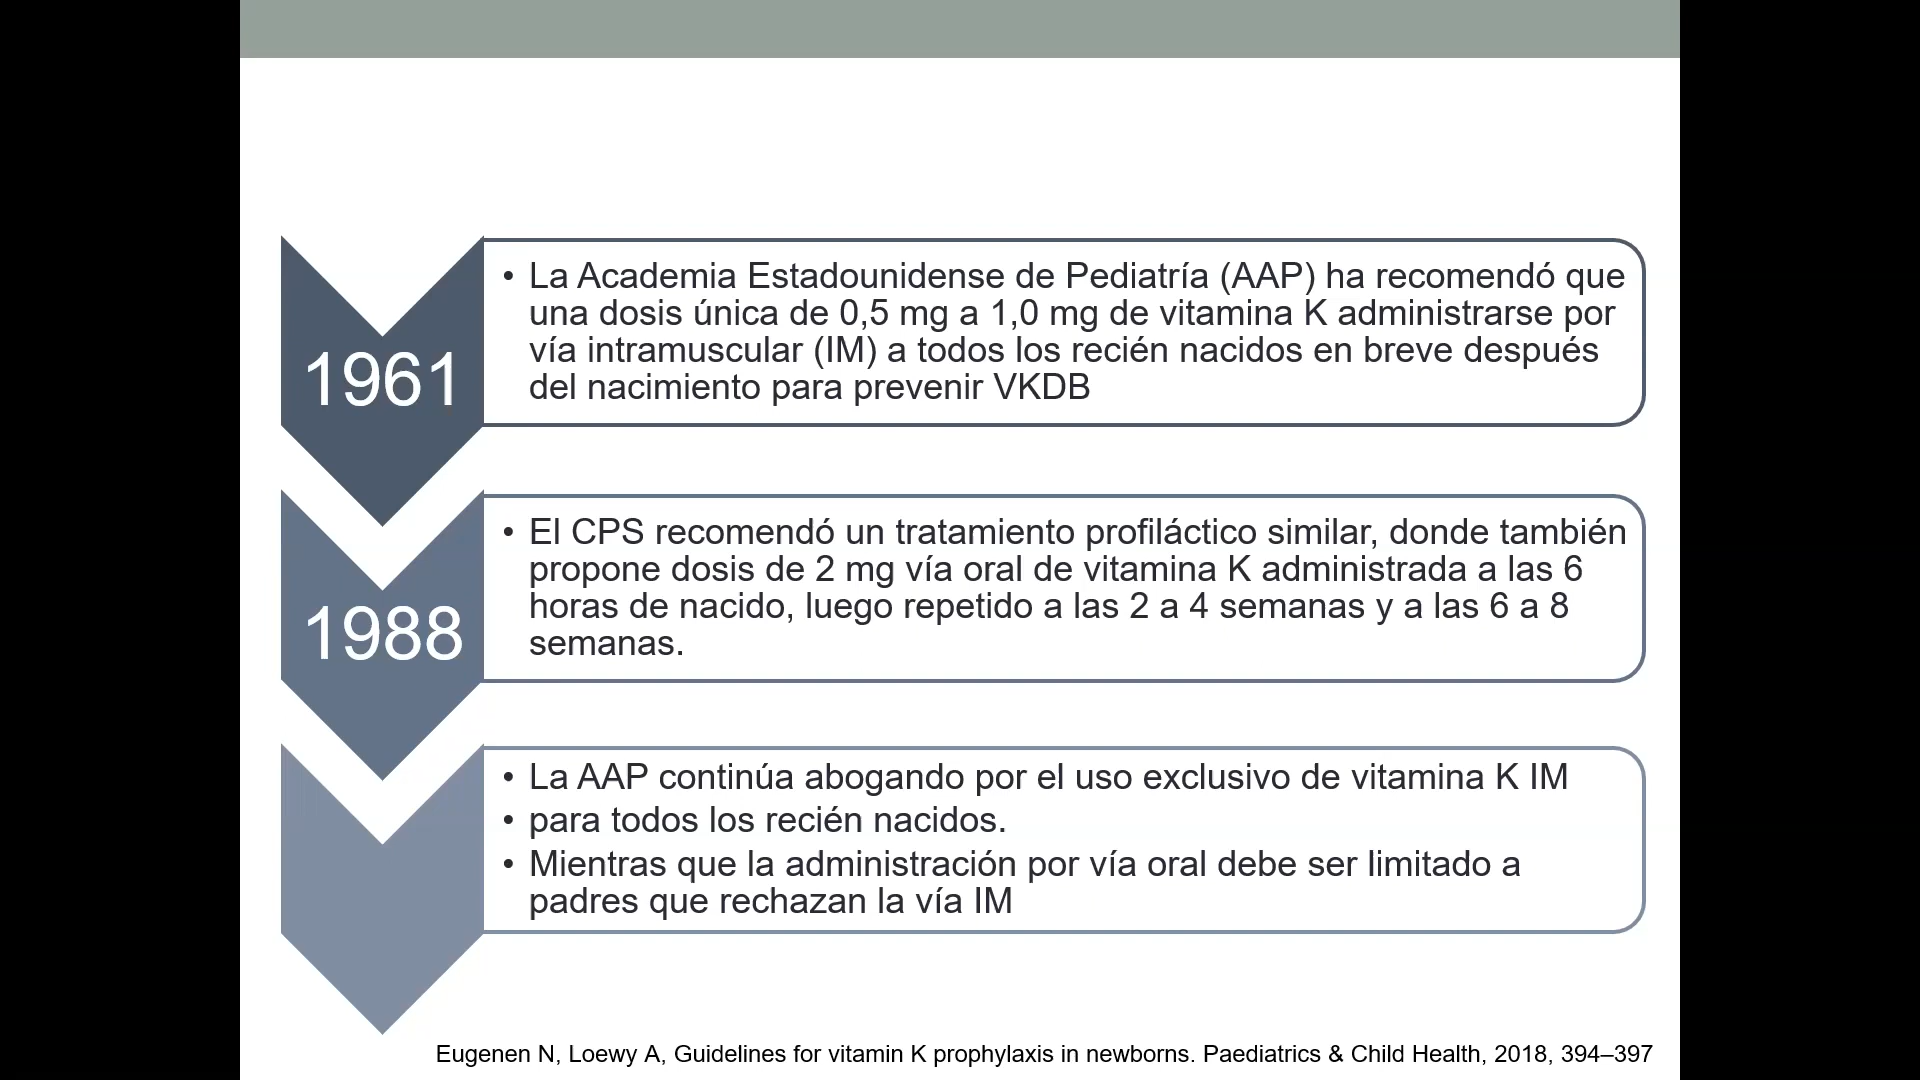 1961
• La Academia Estadounidense de Pediatría (AAP) ha recomendó que
una dosis única de 0,5 mg a 1,0 mg de vitamina K administrarse por
vía intramuscular (IM) a todos los recién nacidos en breve después
del nacimiento para prevenir VKDB
1988
• El CPS recomendó un tratamiento profiláctico similar, donde también
propone dosis de 2 mg vía oral de vitamina K administrada a las 6
horas de nacido, luego repetido a las 2 a 4 semanas y a las 6 a 8
semanas.
• La AAP continúa abogando por el uso exclusivo de vitamina K IM
• para todos los recién nacidos.
• Mientras que la administración por vía oral debe ser limitado a
padres que rechazan la vía IM
Eugenen N, Loewy A, Guidelines for vitamin K prophylaxis in newborns. Paediatrics & Child Health, 2018, 394–397